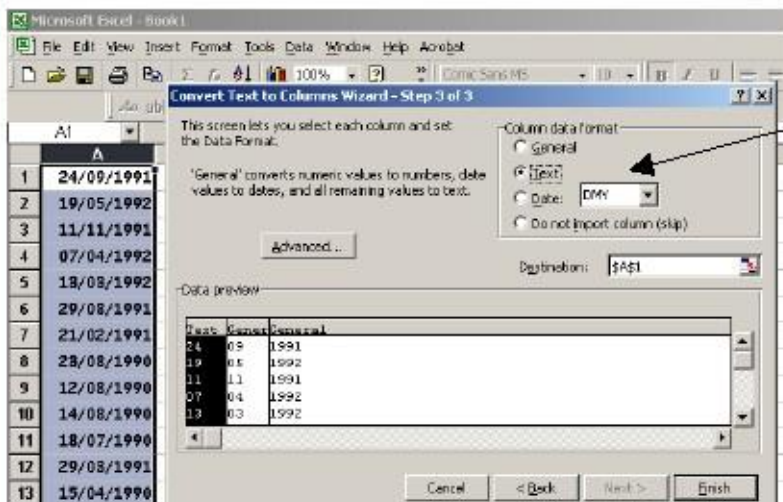 Microsoft Excel - Book1
File Edit View Insert Format Tools Data Window Help Acrobat
100% Comic Sans MS 10 B I U
Convert Text to Columns Wizard - Step 3 of 3
This screen lets you select each column and set
the Data Format.
'General' converts numeric values to numbers, date
values to dates, and all remaining values to text.
Advanced...
Column data format
General
Text
Date: DMY
Do not import column (skip)
Destination: $A$1
Data preview
Text General
24 09 1991
19 05 1992
11 11 1991
07 04 1992
13 03 1992
Cancel < Back Next > Finish
A1
A
1 24/09/1991
2 19/05/1992
3 11/11/1991
4 07/04/1992
5 13/03/1992
6 29/08/1991
7 21/02/1991
8 23/08/1990
9 12/08/1990
10 14/08/1990
11 18/07/1990
12 29/03/1991
13 15/04/1990